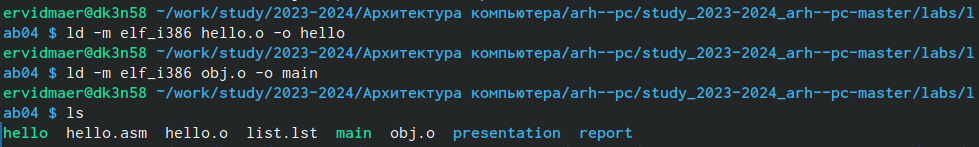 ervidmaer@dk3n58 ~/work/study/2023-2024/Архитектура компьютера/arh--pc/study_2023-2024_arh--pc-master/labs/l
ab04 $ ld -m elf_i386 hello.o -o hello
ervidmaer@dk3n58 ~/work/study/2023-2024/Архитектура компьютера/arh--pc/study_2023-2024_arh--pc-master/labs/l
ab04 $ ld -m elf_i386 obj.o -o main
ervidmaer@dk3n58 ~/work/study/2023-2024/Архитектура компьютера/arh--pc/study_2023-2024_arh--pc-master/labs/l
ab04 $ ls
hello hello.asm hello.o list.lst main obj.o presentation report